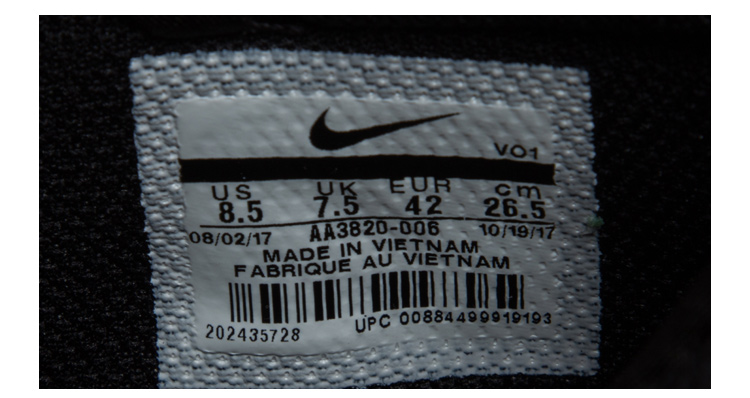 VO1
US UK EUR cm
8.5 7.5 42 26.5
08/02/17 AA3820-006 10/19/17
MADE IN VIETNAM
FABRIQUE AU VIETNAM
202435728 UPC 00884499919193